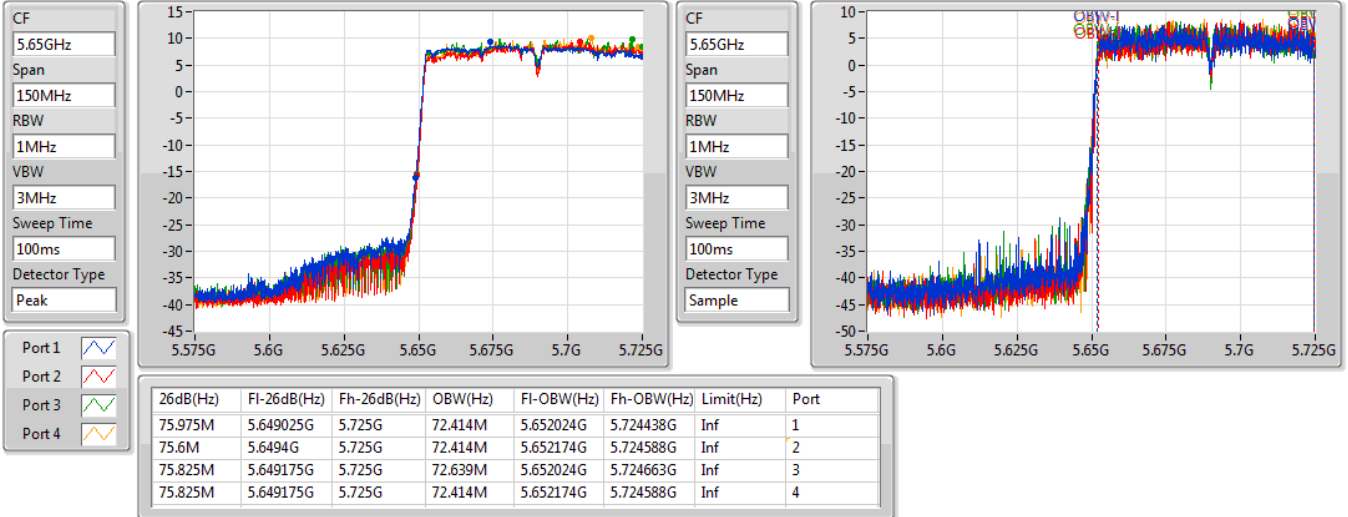 CF
5.65GHz
Span
150MHz
RBW
1MHz
VBW
3MHz
Sweep Time
100ms
Detector Type
Peak
15
10
5
0
-5
-10
-15
-20
-25
-30
-35
-40
-45
5.575G 5.6G 5.625G 5.65G 5.675G 5.7G 5.725G
CF
5.65GHz
Span
150MHz
RBW
1MHz
VBW
3MHz
Sweep Time
100ms
Detector Type
Sample
10
5
0
-5
-10
-15
-20
-25
-30
-35
-40
-45
-50
5.575G 5.6G 5.625G 5.65G 5.675G 5.7G 5.725G
Port 1
Port 2
Port 3
Port 4
26dB(Hz) Fl-26dB(Hz) Fh-26dB(Hz) OBW(Hz) Fl-OBW(Hz) Fh-OBW(Hz) Limit(Hz) Port
75.975M 5.649025G 5.725G 72.414M 5.652024G 5.724438G Inf 1
75.6M 5.6494G 5.725G 72.414M 5.652174G 5.724588G Inf 2
75.825M 5.649175G 5.725G 72.639M 5.652024G 5.724663G Inf 3
75.825M 5.649175G 5.725G 72.414M 5.652174G 5.724588G Inf 4